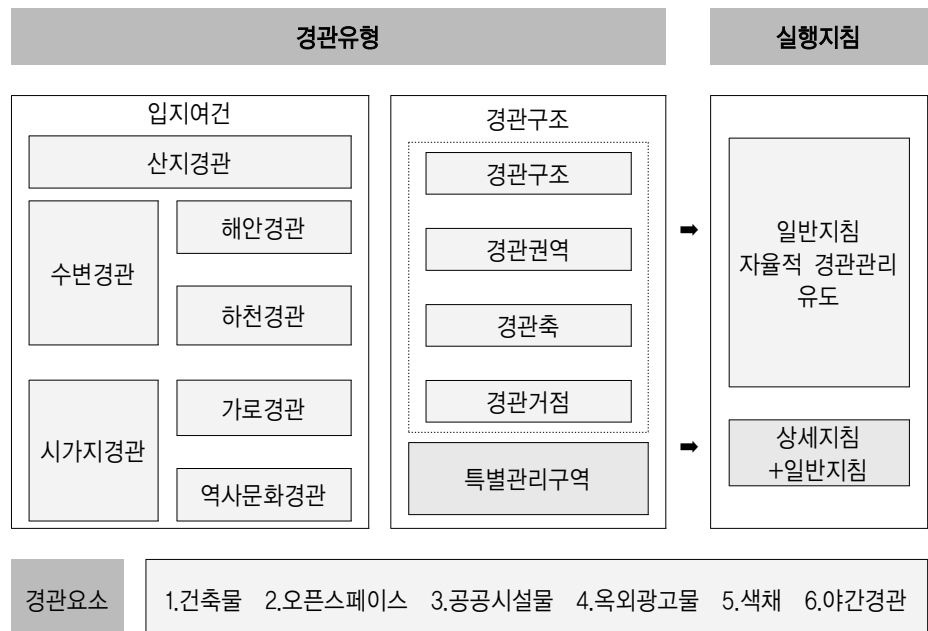 경관유형
실행지침
입지여건
산지경관
수변경관
해안경관
하천경관
시가지경관
가로경관
역사문화경관
경관구조
경관구조
경관권역
경관축
경관거점
특별관리구역
➡
➡
일반지침
자율적 경관관리
유도
상세지침
+일반지침
경관요소
1.건축물 2.오픈스페이스 3.공공시설물 4.옥외광고물 5.색채 6.야간경관